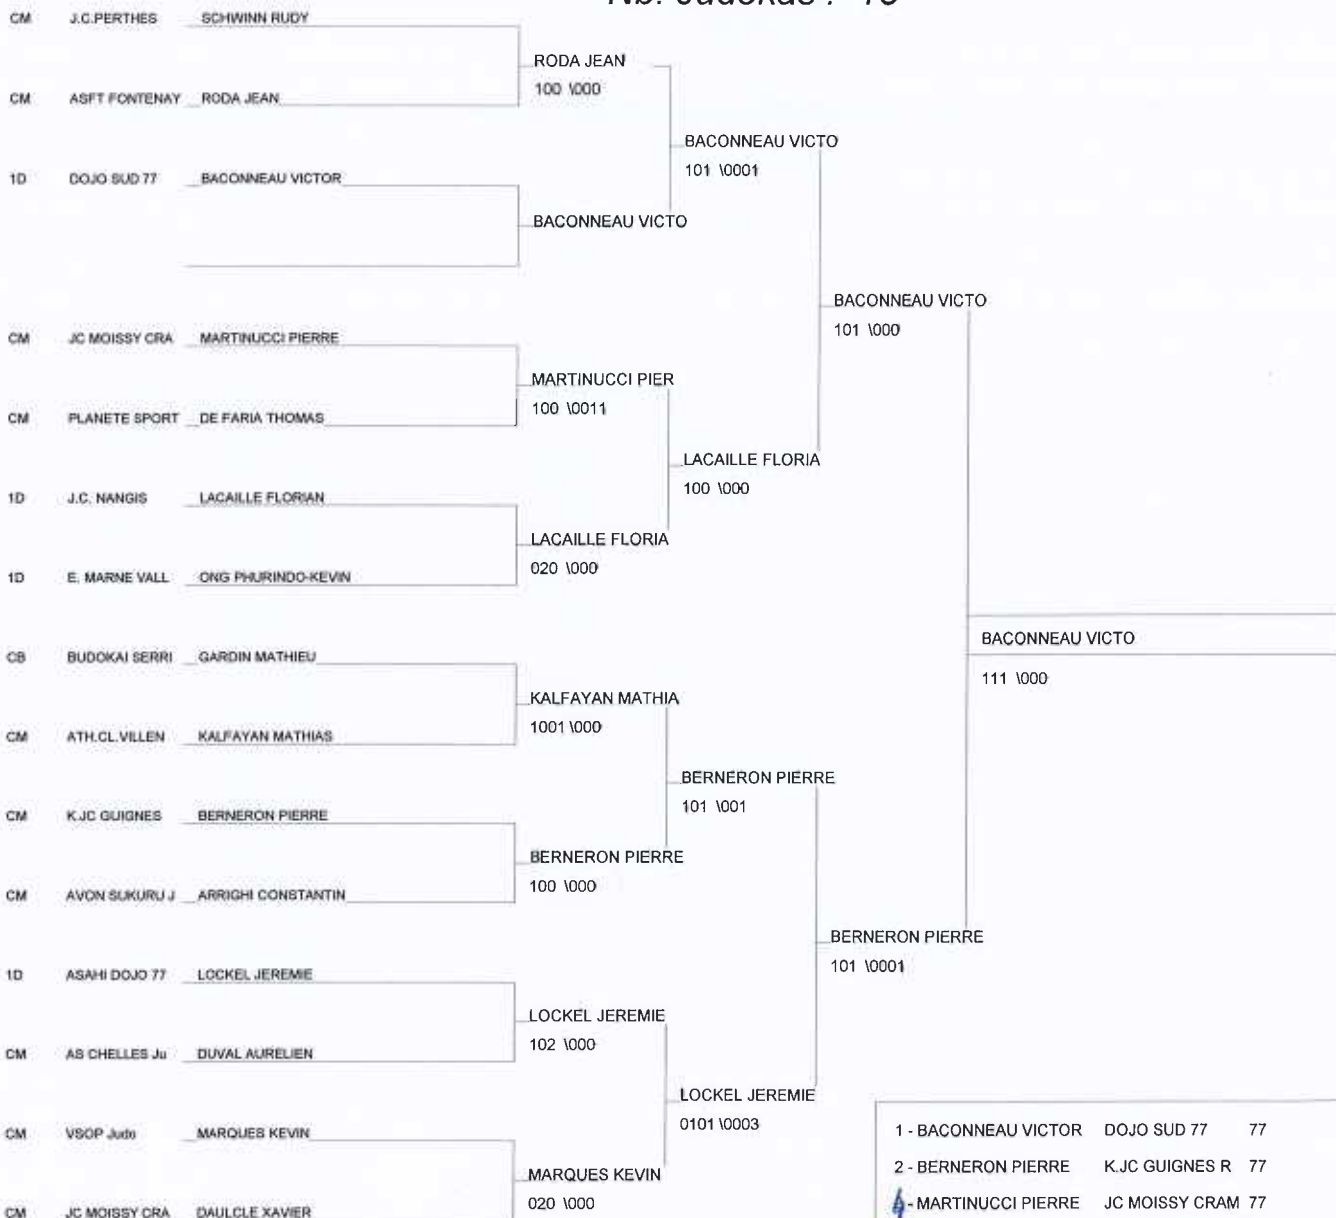 CM J.C.PERTHES SCHWINN RUDY
RODA JEAN
100 \000
CM ASFT FONTENAY RODA JEAN
BACONNEAU VICTO
101 \0001
1D DOJO SUD 77 BACONNEAU VICTOR
BACONNEAU VICTO
BACONNEAU VICTO
101 \000
CM JC MOISSY CRA MARTINUCCI PIERRE
MARTINUCCI PIER
100 \0011
CM PLANETE SPORT DE FARIA THOMAS
LACAILLE FLORIA
100 \000
1D J.C. NANGIS LACAILLE FLORIAN
LACAILLE FLORIA
020 \000
1D E. MARNE VALL ONG PHURINDO-KEVIN
BACONNEAU VICTO
111 \000
CB BUDOKAI SERRI GARDIN MATHIEU
KALFAYAN MATHIA
1001 \000
CM ATH.CL.VILLEN KALFAYAN MATHIAS
BERNERON PIERRE
101 \001
CM K.JC GUIGNES BERNERON PIERRE
BERNERON PIERRE
100 \000
CM AVON SUKURU J ARRIGHI CONSTANTIN
BERNERON PIERRE
101 \0001
1D ASAHI DOJO 77 LOCKEL JEREMIE
LOCKEL JEREMIE
102 \000
CM AS CHELLES Ju DUVAL AURELIEN
LOCKEL JEREMIE
0101 \0003
CM VSOP Judo MARQUES KEVIN
MARQUES KEVIN
020 \000
CM JC MOISSY CRA DAULCLE XAVIER
1 - BACONNEAU VICTOR DOJO SUD 77 77
2 - BERNERON PIERRE K.JC GUIGNES R 77
- MARTINUCCI PIERRE JC MOISSY CRAM 77